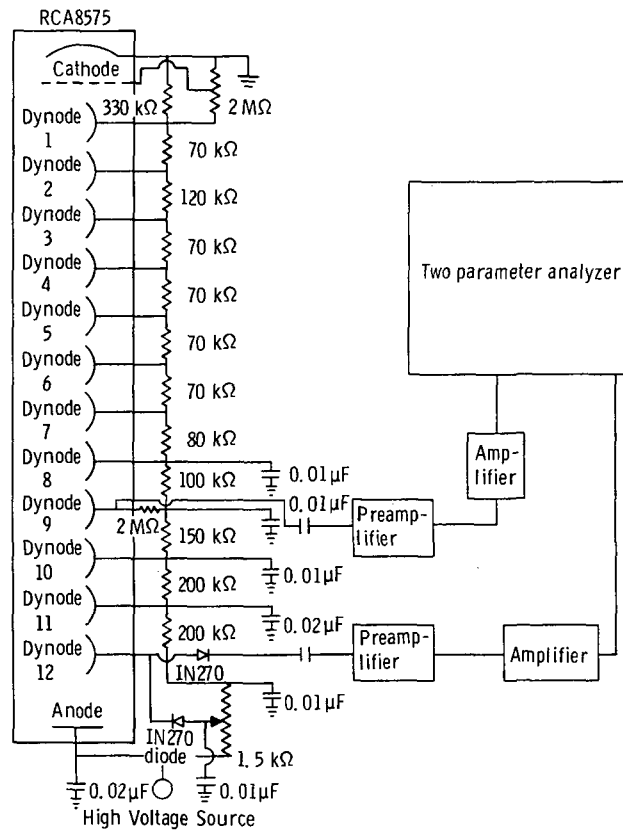 RCA8575
Cathode
330 kΩ
2 MΩ
Dynode
1
70 kΩ
Dynode
2
120 kΩ
Dynode
3
70 kΩ
Dynode
4
70 kΩ
Two parameter analyzer
Dynode
5
70 kΩ
Dynode
6
70 kΩ
Dynode
7
80 kΩ
Dynode
8
0.01μF
Amp-
lifier
100 kΩ
0.01μF
Dynode
9
2 MΩ
Preamp-
lifier
150 kΩ
Dynode
10
0.01μF
200 kΩ
Dynode
11
0.02μF
200 kΩ
Dynode
12
IN270
Preamp-
lifier
Amplifier
0.01μF
Anode
IN270
diode
1.5 kΩ
0.02μF
0.01μF
High Voltage Source